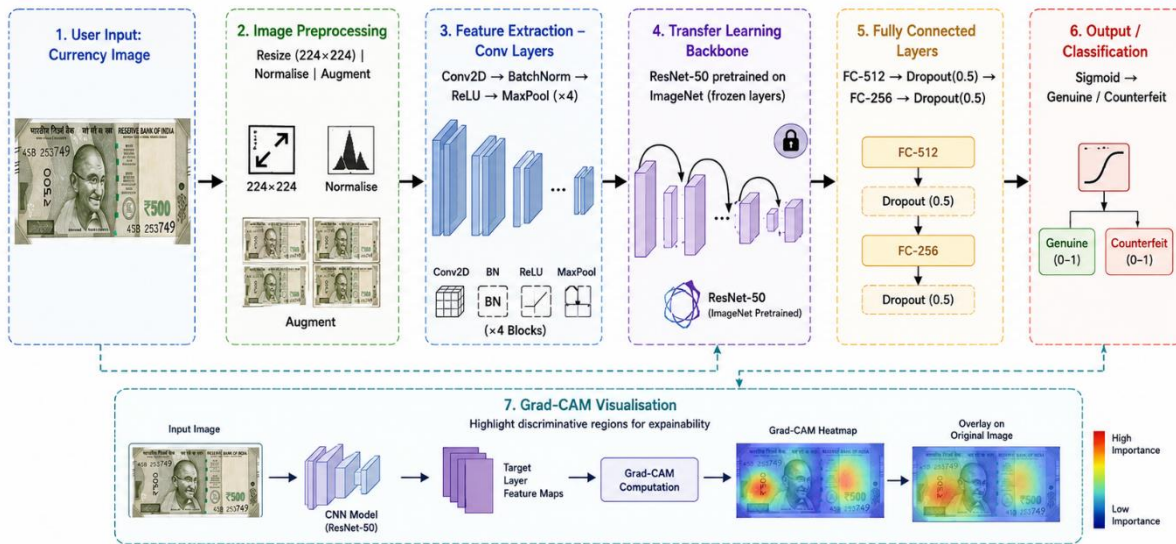 1. User Input:
Currency Image
RESERVE BANK OF INDIA
4SB 253749
₹500
4SB 253749
2. Image Preprocessing
Resize (224×224) |
Normalise | Augment
224×224
Normalise
Augment
3. Feature Extraction –
Conv Layers
Conv2D → BatchNorm →
ReLU → MaxPool (×4)
...
Conv2D
BN
ReLU
MaxPool
BN
(×4 Blocks)
4. Transfer Learning
Backbone
ResNet-50 pretrained on
ImageNet (frozen layers)
...
ResNet-50
(ImageNet Pretrained)
5. Fully Connected
Layers
FC-512 → Dropout(0.5) →
FC-256 → Dropout(0.5)
FC-512
Dropout (0.5)
FC-256
Dropout (0.5)
6. Output /
Classification
Sigmoid →
Genuine / Counterfeit
Genuine
(0–1)
Counterfeit
(0–1)
7. Grad-CAM Visualisation
Highlight discriminative regions for expainability
Input Image
₹500
CNN Model
(ResNet-50)
Target
Layer
Feature Maps
Grad-CAM
Computation
Grad-CAM Heatmap
₹500
Overlay on
Original Image
High
Importance
Low
Importance